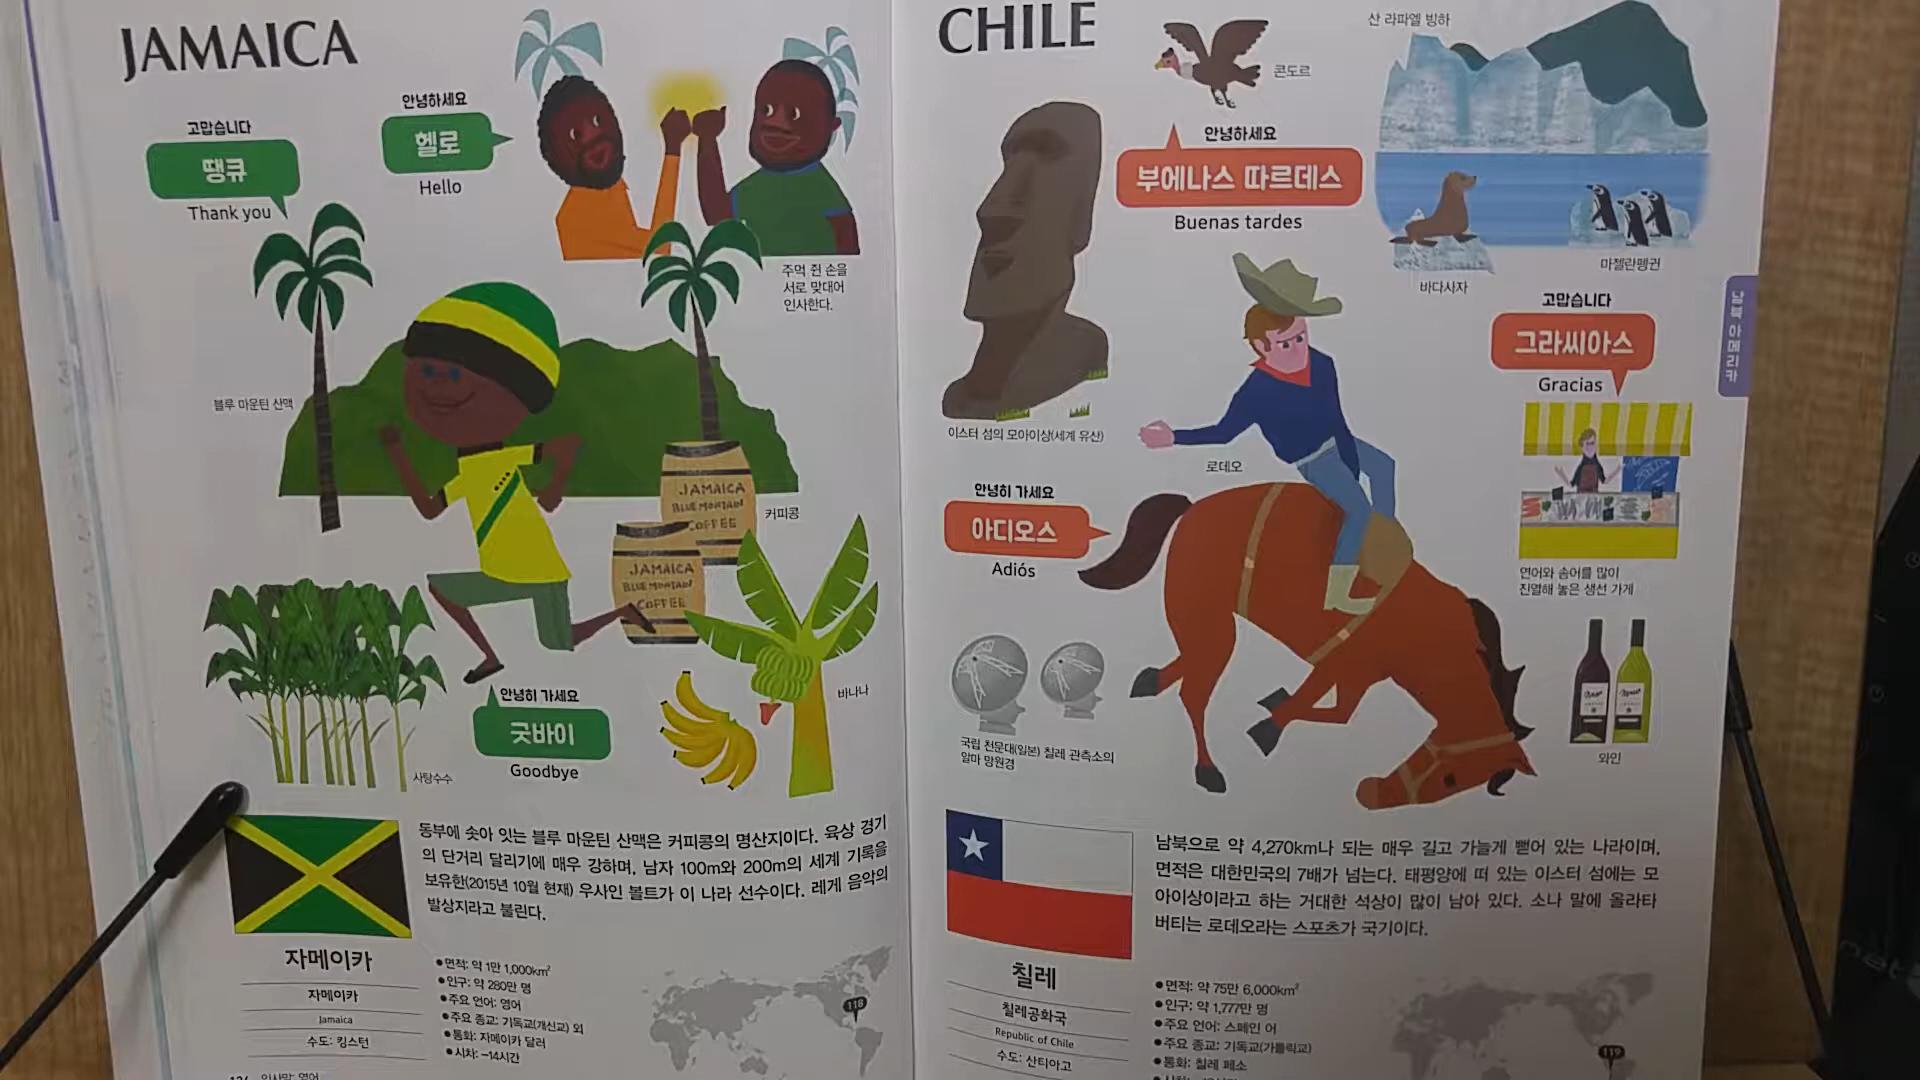 JAMAICA
고맙습니다
땡큐
Thank you
안녕하세요
헬로
Hello
주먹 쥔 손을
서로 맞대어
인사한다.
블루 마운틴 산맥
JAMAICA
BLUE MOUNTAIN
COFFEE
커피콩
JAMAICA
BLUE MOUNTAIN
COFFEE
바나나
안녕히 가세요
굿바이
Goodbye
사탕수수
동부에 솟아 있는 블루 마운틴 산맥은 커피콩의 명산지이다. 육상 경기
의 단거리 달리기에 매우 강하며, 남자 100m와 200m의 세계 기록을
보유한(2015년 10월 현재) 우사인 볼트가 이 나라 선수이다. 레게 음악의
발상지라고 불린다.
자메이카
자메이카
Jamaica
수도: 킹스턴
•면적: 약 1만 1,000km²
•인구: 약 280만 명
•주요 언어: 영어
•주요 종교: 기독교(개신교) 외
•통화: 자메이카 달러
•시차: –14시간
118
인사말: 영어
CHILE
콘도르
산 라파엘 빙하
안녕하세요
부에나스 따르데스
Buenas tardes
바다사자
마젤란펭귄
고맙습니다
그라씨아스
Gracias
남북 아메리카
이스터 섬의 모아이상(세계 유산)
로데오
안녕히 가세요
아디오스
Adiós
연어와 송어를 많이
진열해 놓은 생선 가게
국립 천문대(일본) 칠레 관측소의
알마 망원경
와인
남북으로 약 4,270km나 되는 매우 길고 가늘게 뻗어 있는 나라이며,
면적은 대한민국의 7배가 넘는다. 태평양에 떠 있는 이스터 섬에는 모
아이상이라고 하는 거대한 석상이 많이 남아 있다. 소나 말에 올라타
버티는 로데오라는 스포츠가 국기이다.
칠레
칠레공화국
Republic of Chile
수도: 산티아고
•면적: 약 75만 6,000km²
•인구: 약 1,777만 명
•주요 언어: 스페인 어
•주요 종교: 기독교(가톨릭교)
•통화: 칠레 페소
119